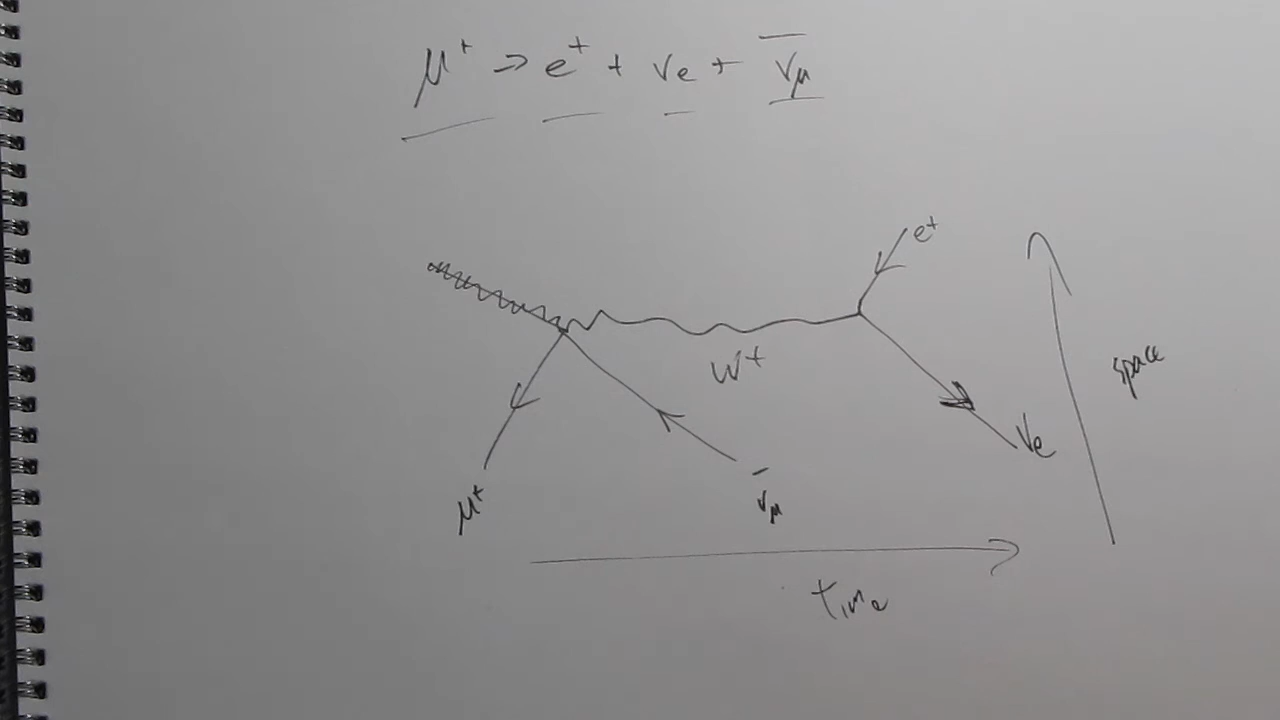 μ⁺ => e⁺ + νe + ν̅μ
e⁺
W⁺
space
νe
μ⁺
ν̅μ
time